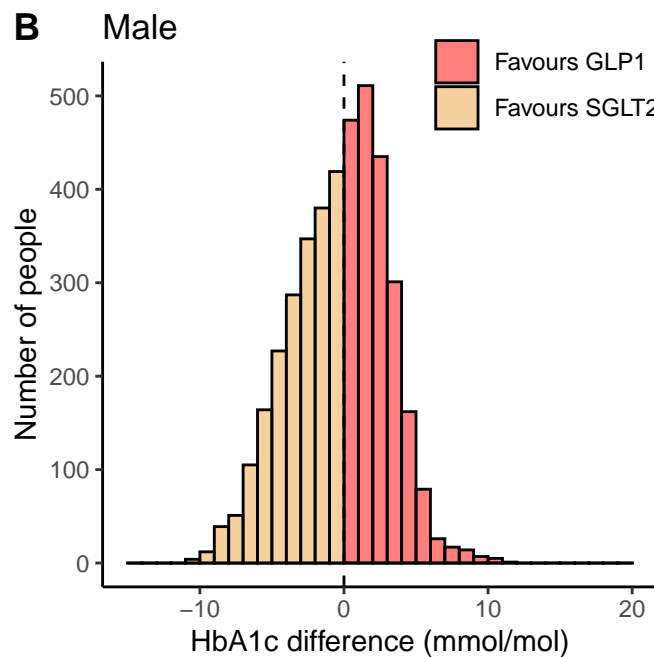 B Male
Favours GLP1
Favours SGLT2
500
400
300
200
100
0
Number of people
−10 0 10 20
HbA1c difference (mmol/mol)